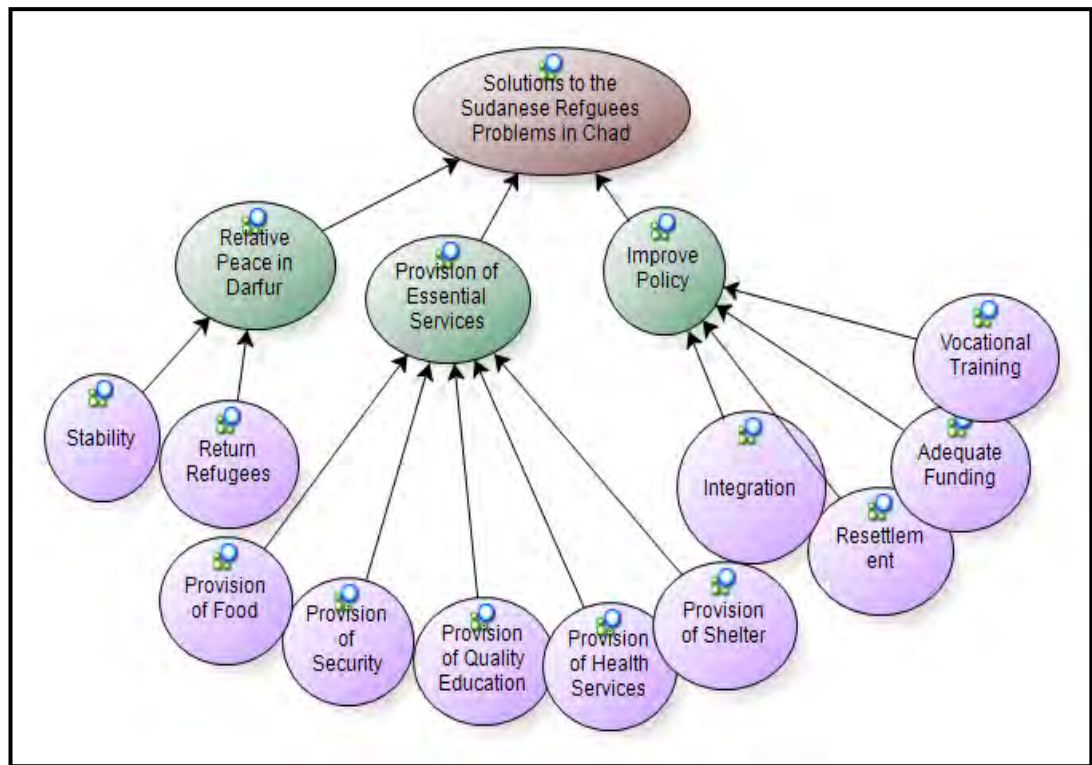 Solutions to the
Sudanese Refguees
Problems in Chad
Relative
Peace in
Darfur
Provision of
Essential
Services
Improve
Policy
Vocational
Training
Stability
Return
Refugees
Integration
Adequate
Funding
Resettlem
ent
Provision
of Food
Provision
of
Security
Provision
of Quality
Education
Provision
of Health
Services
Provision
of Shelter